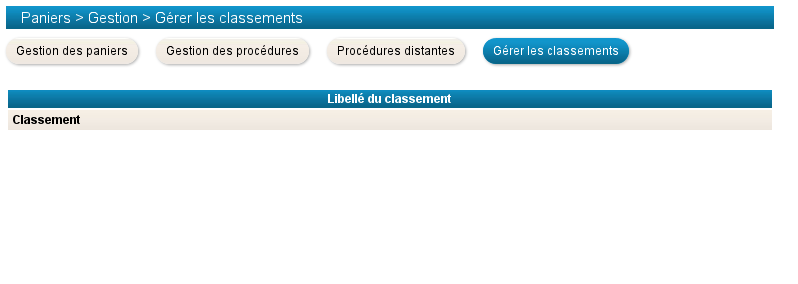 Paniers > Gestion > Gérer les classements
Gestion des paniers Gestion des procédures Procédures distantes Gérer les classements
Libellé du classement
Classement